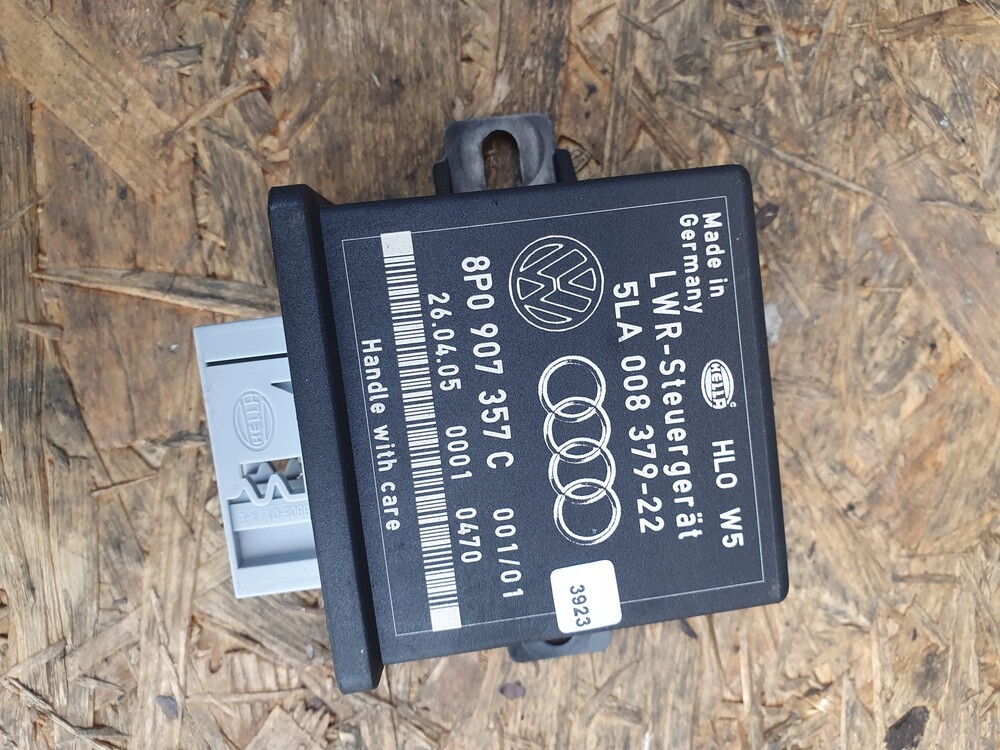 Made in
Germany
HELLA
HLO W5
LWR-Steuergerät
5LA 008 379-22
8P0 907 357 C 001/01
26.04.05 0001 0470
Handle with care
3923
HELLA